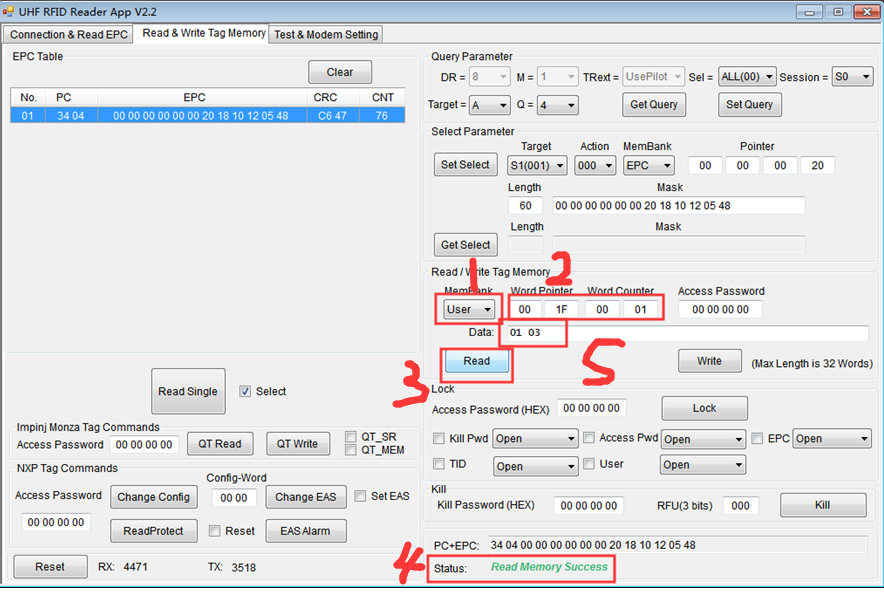 UHF RFID Reader App V2.2
Connection & Read EPC Read & Write Tag Memory Test & Modem Setting
EPC Table
Clear
No. PC EPC CRC CNT
01 34 04 00 00 00 00 00 00 20 18 10 12 05 48 C6 47 76
Read Single Select
Impinj Monza Tag Commands
Access Password 00 00 00 00 QT Read QT Write QT_SR
QT_MEM
NXP Tag Commands
Config-Word
Access Password Change Config 00 00 Change EAS Set EAS
00 00 00 00 ReadProtect Reset EAS Alarm
Reset RX: 4471 TX: 3518
Query Parameter
DR = 8 M = 1 TRext = UsePilot Sel = ALL(00) Session = S0
Target = A Q = 4 Get Query Set Query
Select Parameter
Target Action MemBank Pointer
Set Select S1(001) 000 EPC 00 00 00 20
Length Mask
60 00 00 00 00 00 00 20 18 10 12 05 48
Length Mask
Get Select
1 2
Read / Write Tag Memory
MemBank Word Pointer Word Counter Access Password
User 00 1F 00 01 00 00 00 00
Data: 01 03
3 Read 5 Write (Max Length is 32 Words)
Lock
Access Password (HEX) 00 00 00 00 Lock
Kill Pwd Open Access Pwd Open EPC Open
TID Open User Open
Kill
Kill Password (HEX) 00 00 00 00 RFU(3 bits) 000 Kill
PC+EPC: 34 04 00 00 00 00 00 00 20 18 10 12 05 48
4 Status: Read Memory Success